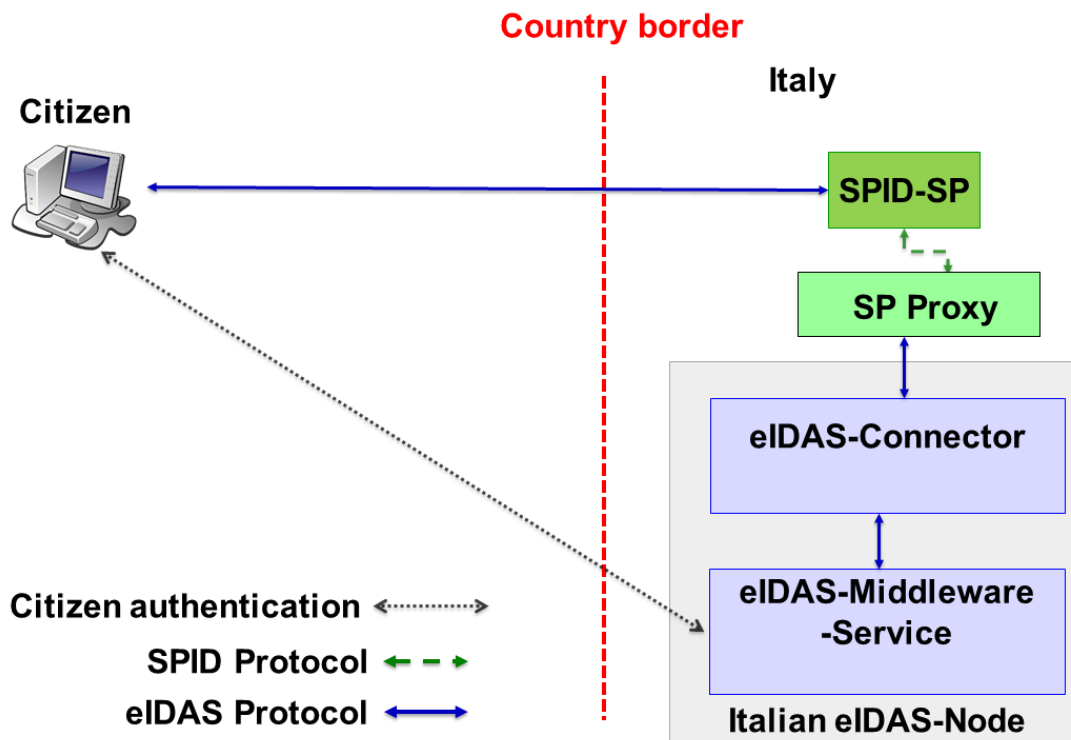 Country border
Italy
Citizen
SPID-SP
SP Proxy
eIDAS-Connector
eIDAS-Middleware
-Service
Citizen authentication
SPID Protocol
eIDAS Protocol
Italian eIDAS-Node